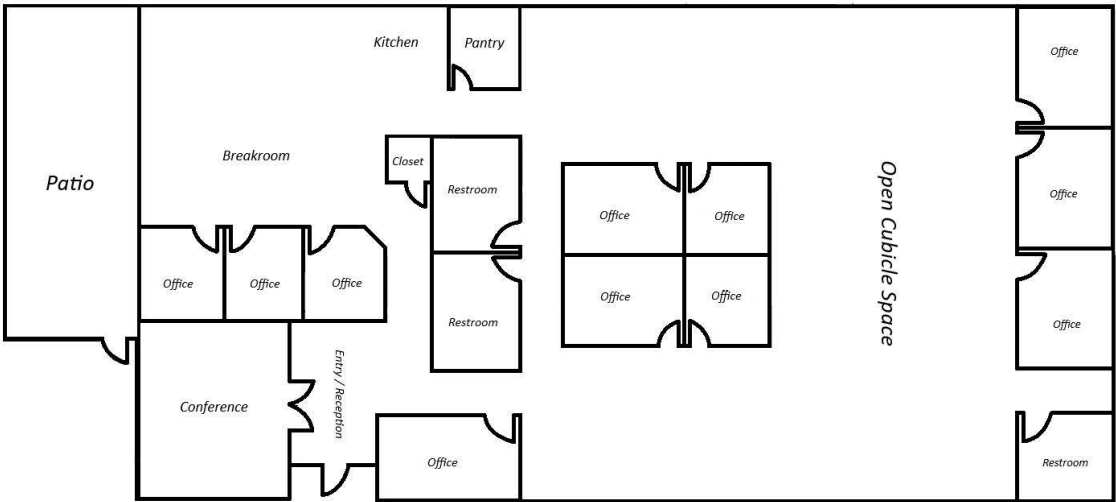 Kitchen
Pantry
Office
Patio
Breakroom
Closet
Restroom
Office
Office
Open Cubicle Space
Office
Office
Office
Office
Office
Office
Restroom
Office
Entry / Reception
Conference
Office
Restroom